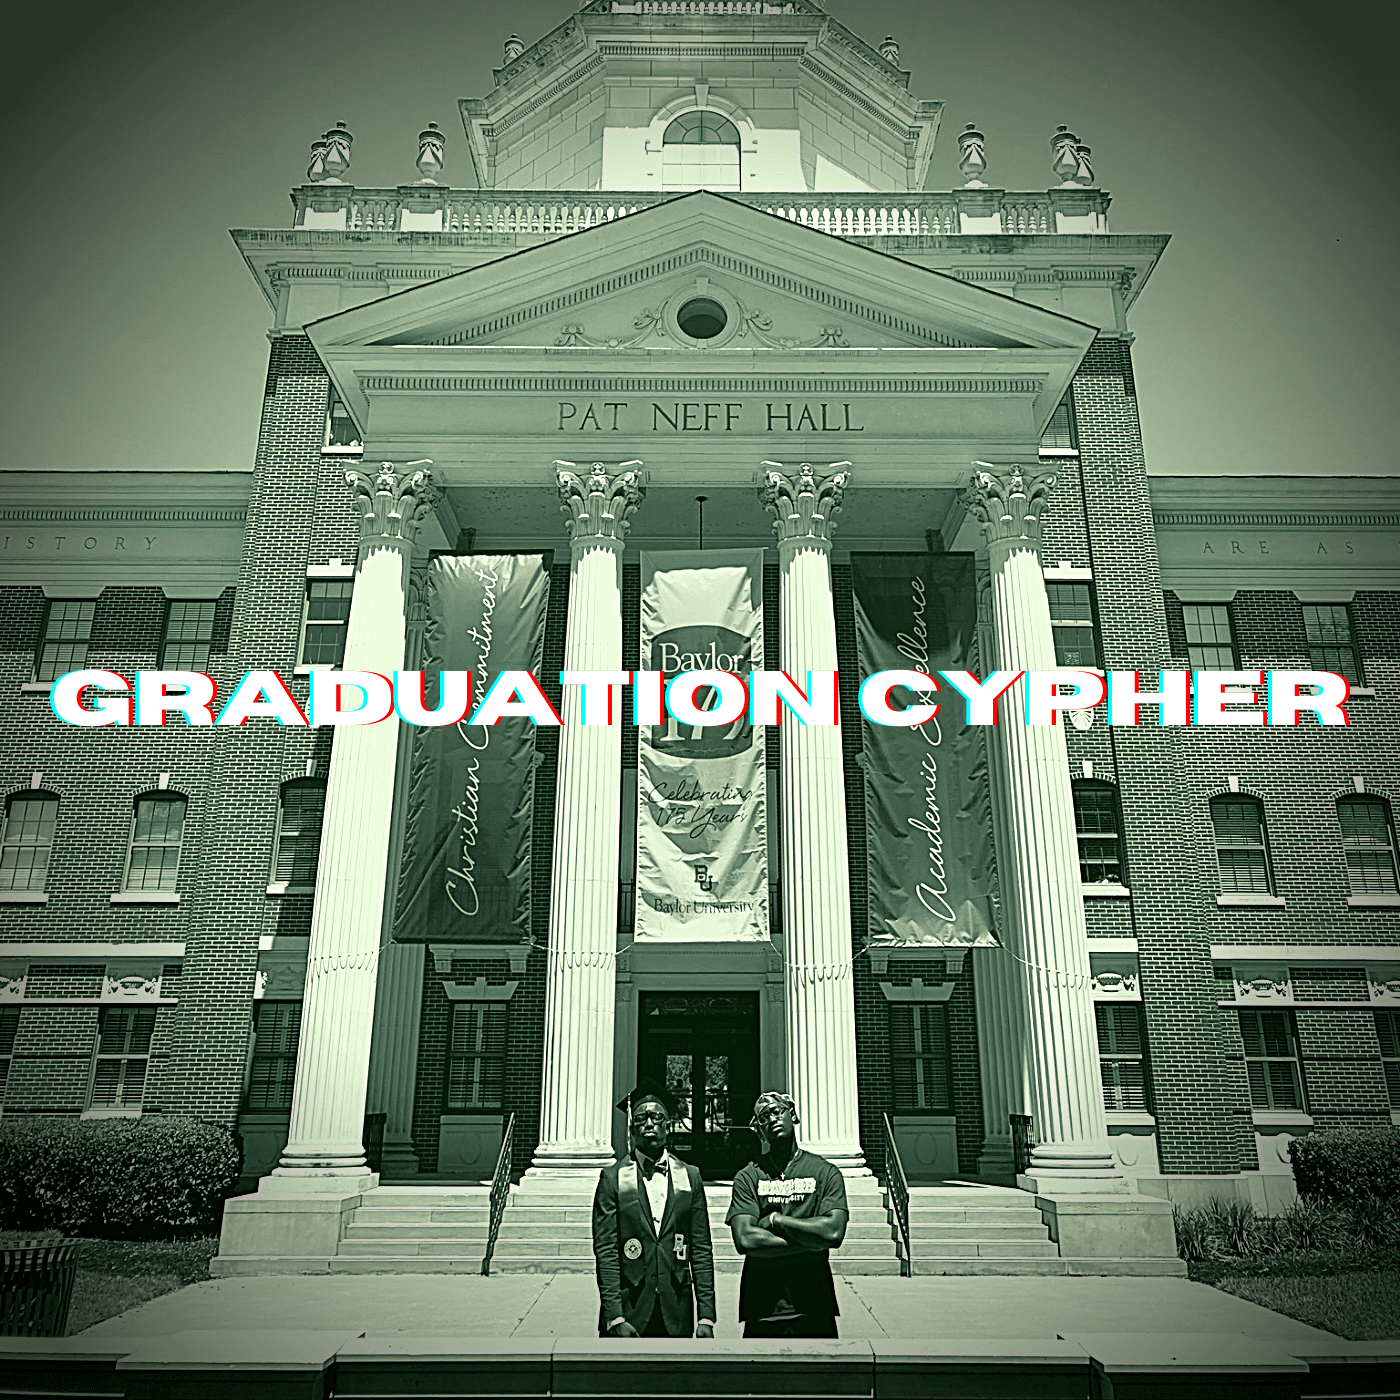 PAT NEFF HALL
ISTORY
ARE AS
Christian Commitment
Baylor
Celebrating
175 Years
BU
Baylor University
Academic Excellence
GRADUATION CYPHER
UNIVERSITY
BU